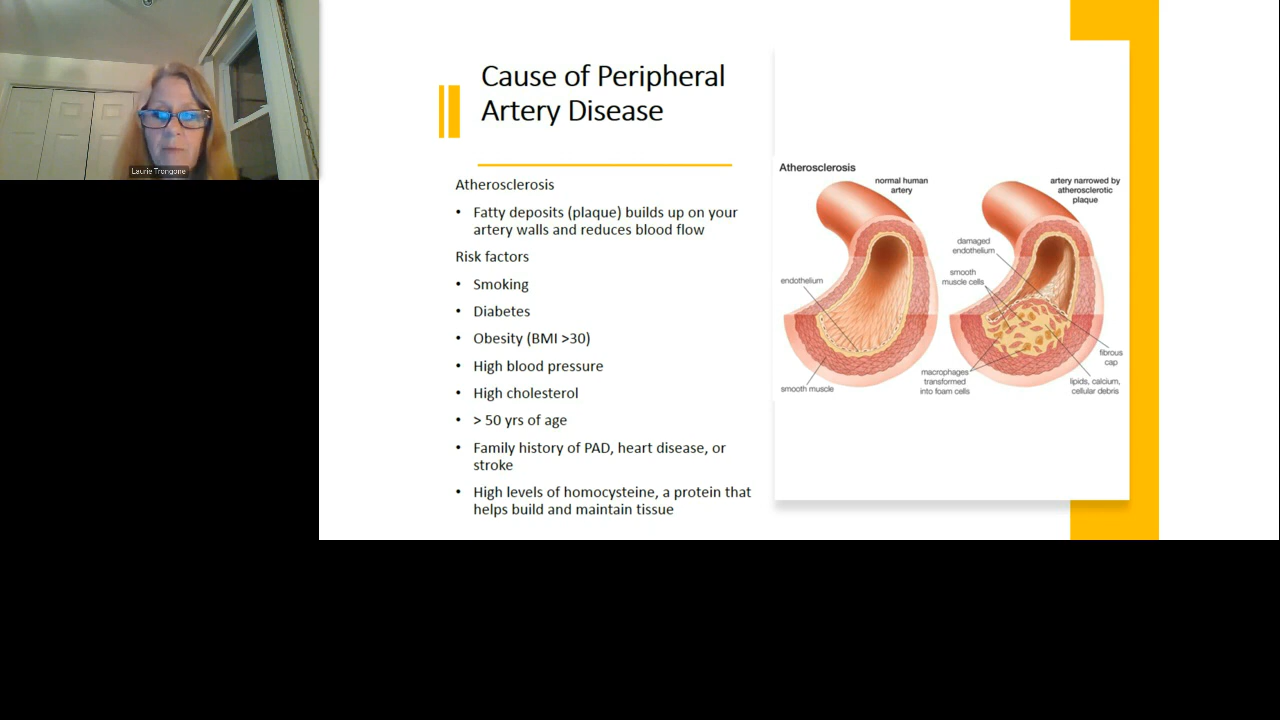 Laurie Trongone
Cause of Peripheral
Artery Disease
Atherosclerosis
• Fatty deposits (plaque) builds up on your
artery walls and reduces blood flow
Risk factors
• Smoking
• Diabetes
• Obesity (BMI >30)
• High blood pressure
• High cholesterol
• > 50 yrs of age
• Family history of PAD, heart disease, or
stroke
• High levels of homocysteine, a protein that
helps build and maintain tissue
Atherosclerosis
normal human
artery
endothelium
smooth muscle
artery narrowed by
atherosclerotic
plaque
damaged
endothelium
smooth
muscle cells
macrophages
transformed
into foam cells
fibrous
cap
lipids, calcium,
cellular debris